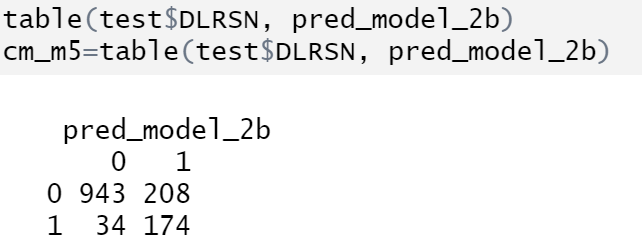 table(test$DLRSN, pred_model_2b)
cm_m5=table(test$DLRSN, pred_model_2b)
pred_model_2b
0 1
0 943 208
1 34 174